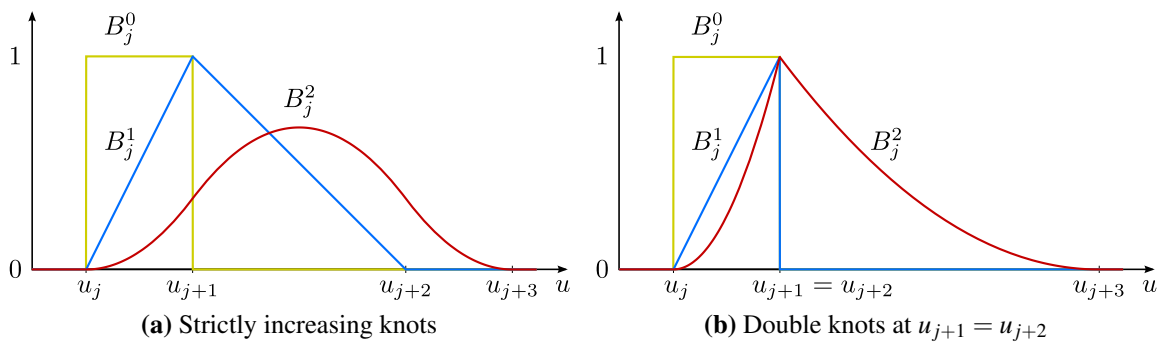 B_j^0 B_j^0
1 1
B_j^2
B_j^1 B_j^1 B_j^2
0 0
u_j u_{j+1} u_{j+2} u_{j+3} u u_j u_{j+1} = u_{j+2} u_{j+3} u
(a) Strictly increasing knots (b) Double knots at u_{j+1} = u_{j+2}